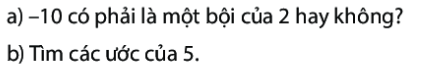 a) –10 có phải là một bội của 2 hay không?
b) Tìm các ước của 5.